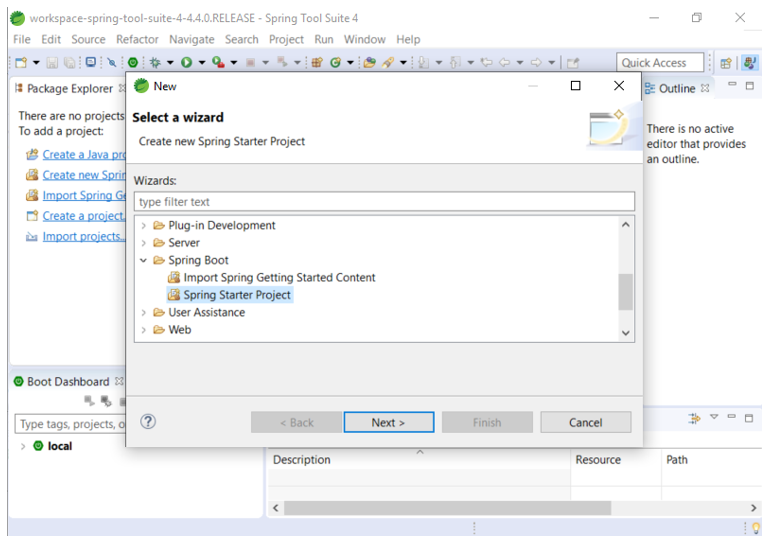 workspace-spring-tool-suite-4-4.4.0.RELEASE - Spring Tool Suite 4
File Edit Source Refactor Navigate Search Project Run Window Help
Quick Access
Package Explorer
There are no projects
To add a project:
Create a Java pro
Create new Sprin
Import Spring Ge
Create a project.
Import projects...
New
Select a wizard
Create new Spring Starter Project
Wizards:
type filter text
Plug-in Development
Server
Spring Boot
Import Spring Getting Started Content
Spring Starter Project
User Assistance
Web
< Back Next > Finish Cancel
Outline
There is no active
editor that provides
an outline.
Boot Dashboard
Type tags, projects, o
local
Description Resource Path